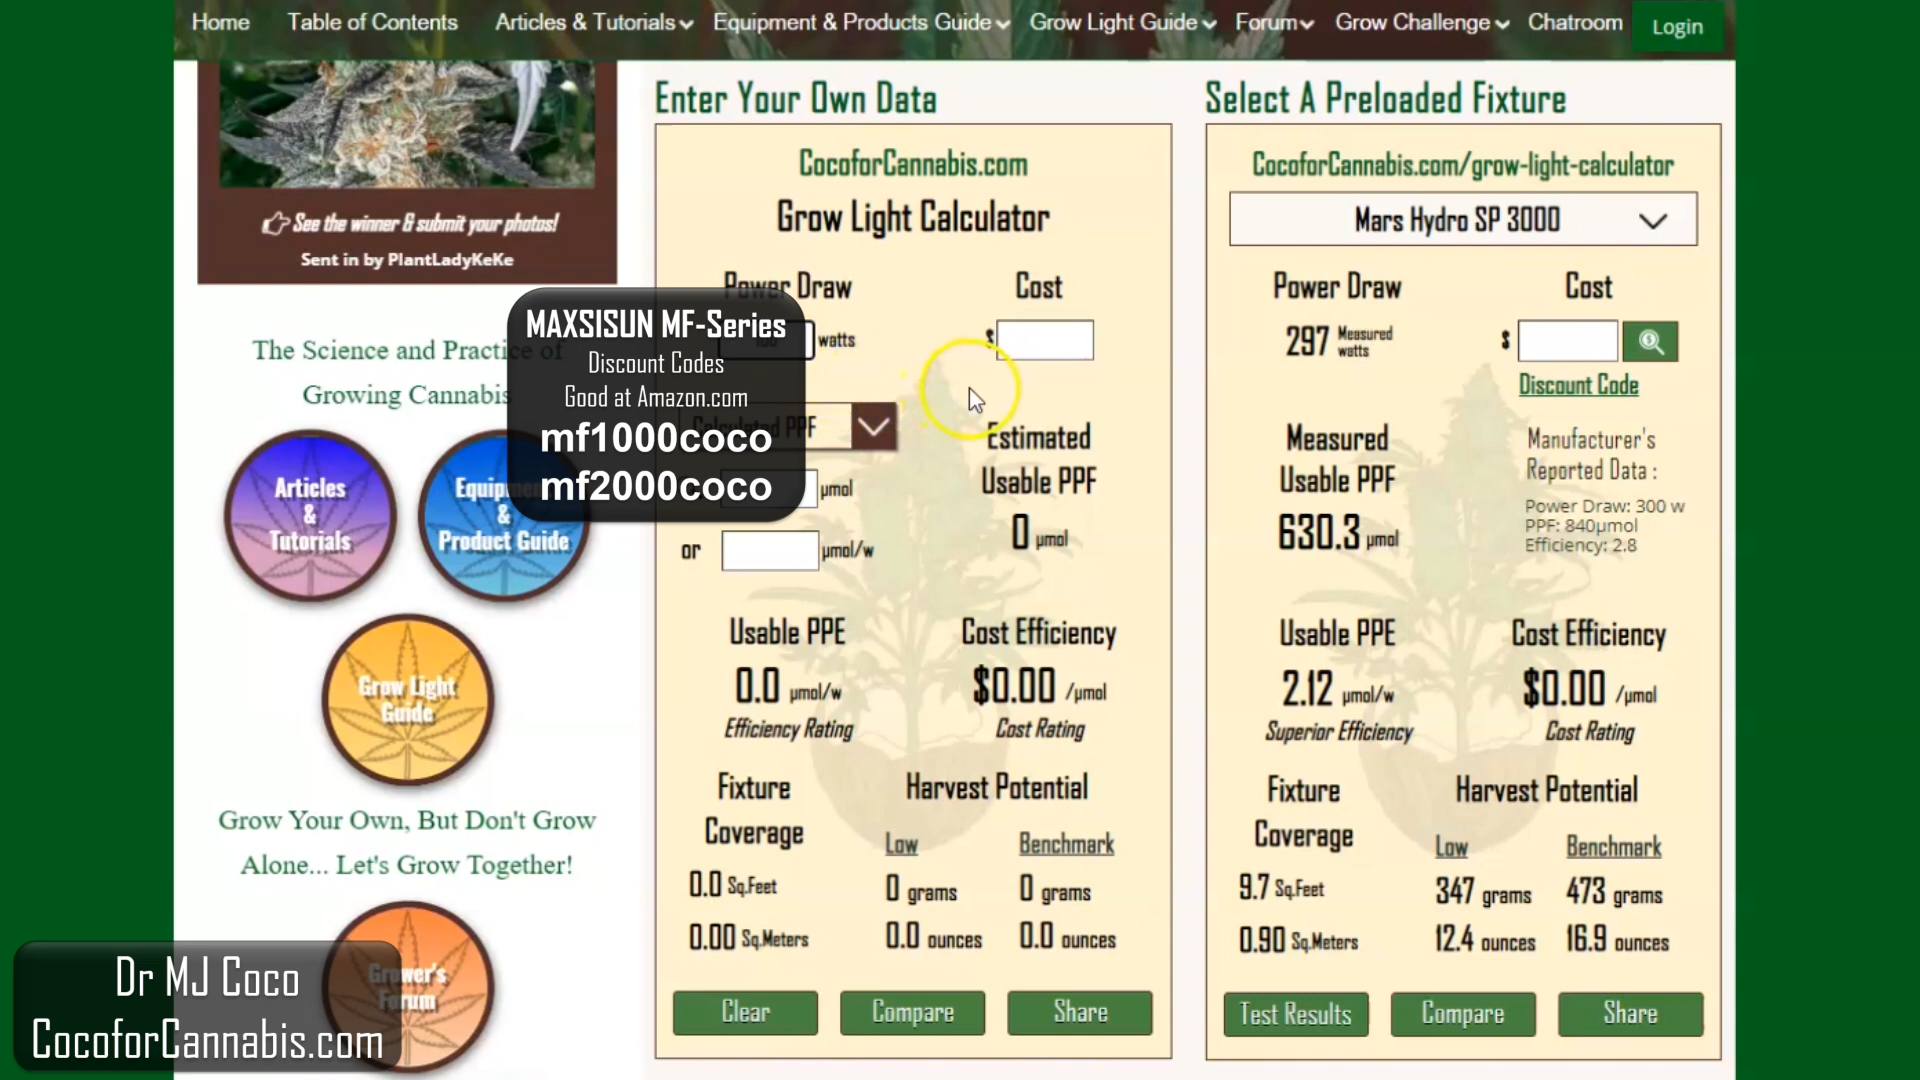 Home
Table of Contents
Articles & Tutorials
Equipment & Products Guide
Grow Light Guide
Forum
Grow Challenge
Chatroom
Login
See the winner & submit your photos!
Sent in by PlantLadyKeKe
The Science and Practice of
Growing Cannabis
Articles
&
Tutorials
&
Product Guide
Grow Light
Guide
Grow Your Own, But Don't Grow
Alone... Let's Grow Together!
Grower's
Forum
Dr MJ Coco
CocoforCannabis.com
MAXSISUN MF-Series
Discount Codes
Good at Amazon.com
mf1000coco
mf2000coco
Enter Your Own Data
CocoforCannabis.com
Grow Light Calculator
Power Draw
Cost
watts
$
Calculated PPF
Estimated
Usable PPF
µmol
0 µmol
or
µmol/w
Usable PPE
Cost Efficiency
0.0 µmol/w
$0.00 /µmol
Efficiency Rating
Cost Rating
Fixture
Coverage
Harvest Potential
Low
Benchmark
0.0 Sq.Feet
0 grams
0 grams
0.00 Sq.Meters
0.0 ounces
0.0 ounces
Clear
Compare
Share
Select A Preloaded Fixture
CocoforCannabis.com/grow-light-calculator
Mars Hydro SP 3000
Power Draw
Cost
297 Measured
watts
$
Discount Code
Measured
Usable PPF
630.3 µmol
Manufacturer's
Reported Data :
Power Draw: 300 w
PPF: 840µmol
Efficiency: 2.8
Usable PPE
Cost Efficiency
2.12 µmol/w
$0.00 /µmol
Superior Efficiency
Cost Rating
Fixture
Coverage
Harvest Potential
Low
Benchmark
9.7 Sq.Feet
347 grams
473 grams
0.90 Sq.Meters
12.4 ounces
16.9 ounces
Test Results
Compare
Share